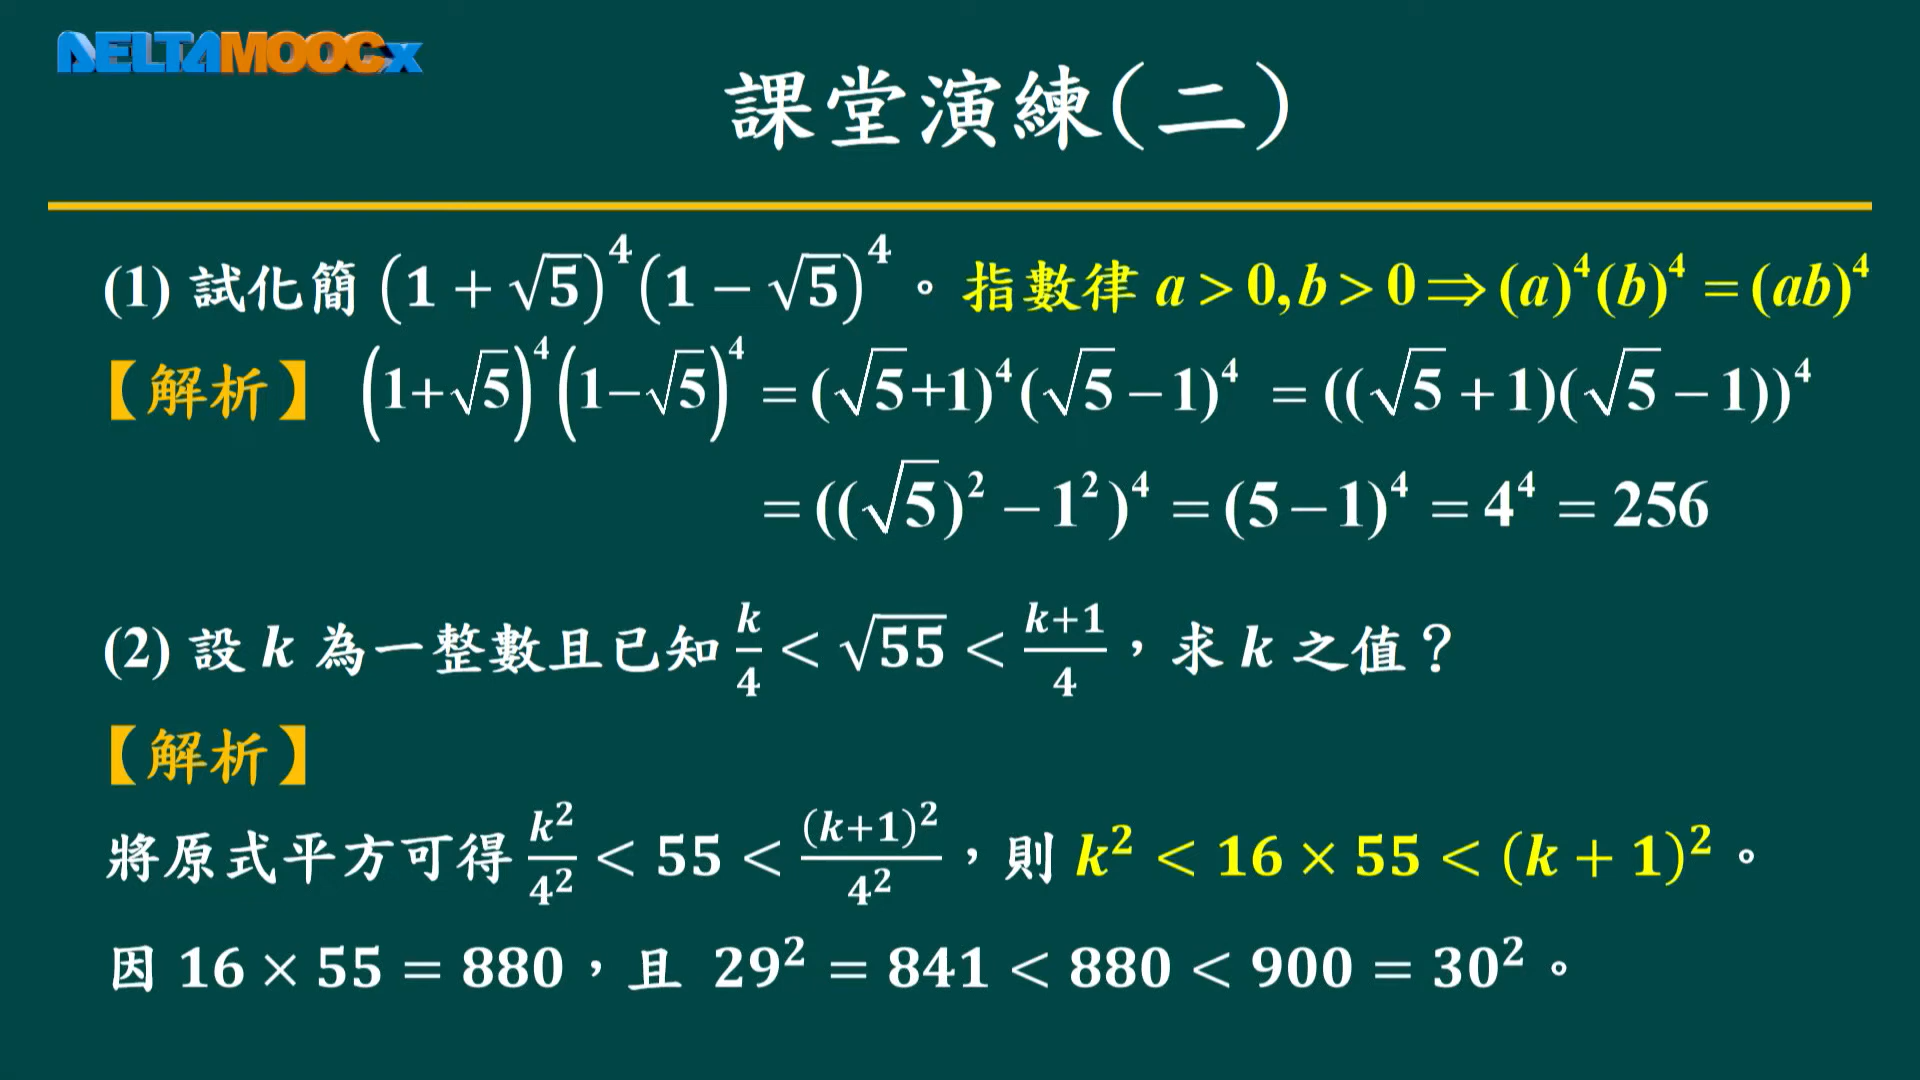 DELTAMOOCx
課堂演練(二)
(1) 試化簡 (1 + √5)⁴(1 − √5)⁴ 。 指數律 a > 0, b > 0 ⇒ (a)⁴(b)⁴ = (ab)⁴
【解析】 (1+√5)⁴(1−√5)⁴ = (√5+1)⁴(√5 − 1)⁴ = ((√5 + 1)(√5 − 1))⁴
= ((√5)² − 1²)⁴ = (5 − 1)⁴ = 4⁴ = 256
(2) 設 k 為一整數且已知 k/4 < √55 < (k+1)/4，求 k 之值？
【解析】
將原式平方可得 k²/4² < 55 < (k+1)²/4²，則 k² < 16 × 55 < (k + 1)² 。
因 16 × 55 = 880，且 29² = 841 < 880 < 900 = 30² 。